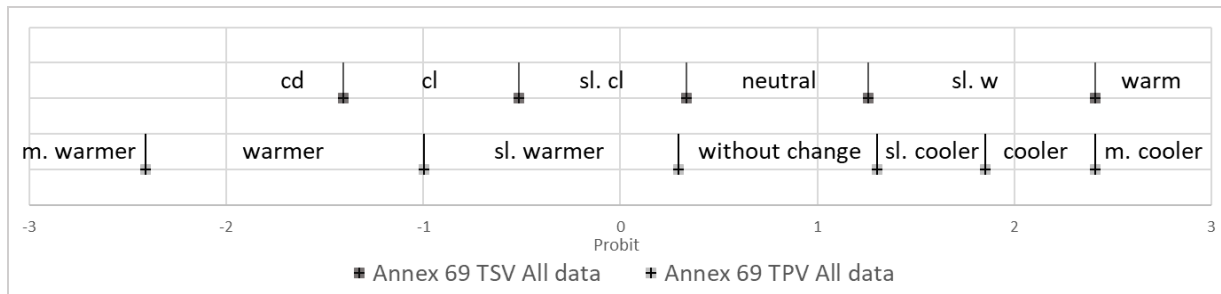 cd cl sl. cl neutral sl. w warm
m. warmer warmer sl. warmer without change sl. cooler cooler m. cooler
-3 -2 -1 0 1 2 3
Probit
Annex 69 TSV All data Annex 69 TPV All data